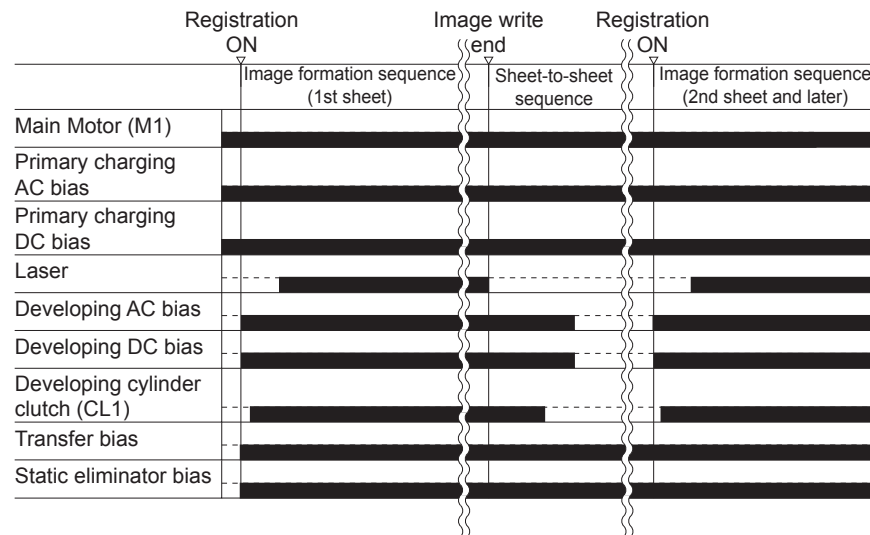 Registration
ON
Image write
end
Registration
ON
Image formation sequence
(1st sheet)
Sheet-to-sheet
sequence
Image formation sequence
(2nd sheet and later)
Main Motor (M1)
Primary charging
AC bias
Primary charging
DC bias
Laser
Developing AC bias
Developing DC bias
Developing cylinder
clutch (CL1)
Transfer bias
Static eliminator bias